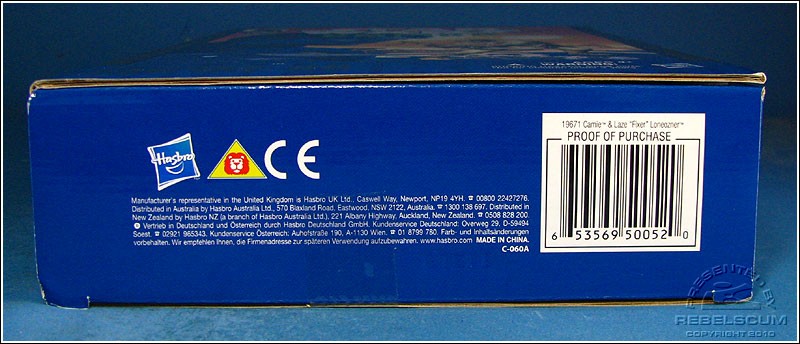 WARNING
Hasbro
CE
Manufacturer's representative in the United Kingdom is Hasbro UK Ltd., Caswell Way, Newport, NP19 4YH. ☎ 00800 22427276.
Distributed in Australia by Hasbro Australia Ltd., 570 Blaxland Road, Eastwood, NSW 2122, Australia. ☎ 1300 138 697. Distributed in
New Zealand by Hasbro NZ (a branch of Hasbro Australia Ltd.), 221 Albany Highway, Auckland, New Zealand. ☎ 0508 828 200.
Vertrieb in Deutschland und Österreich durch Hasbro Deutschland GmbH. Kundenservice Deutschland: Overweg 29, D-59494
Soest. ☎ 02921 965343. Kundenservice Österreich: Auhofstraße 190, A-1130 Wien. ☎ 01 8799 780. Farb- und Inhaltsänderungen
vorbehalten. Wir empfehlen Ihnen, die Firmenadresse zur späteren Verwendung aufzubewahren. www.hasbro.com MADE IN CHINA.
C-060A
19671 Camie™ & Laze "Fixer" Loneozner™
PROOF OF PURCHASE
6 53569 50052 0
PRESENTED BY
REBELSCUM
COPYRIGHT 2010